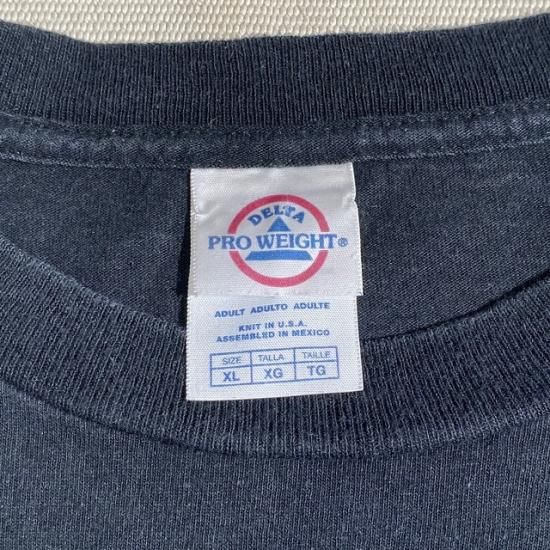 DELTA
PRO WEIGHT®
ADULT ADULTO ADULTE
KNIT IN U.S.A.
ASSEMBLED IN MEXICO
SIZE TALLA TAILLE
XL XG TG